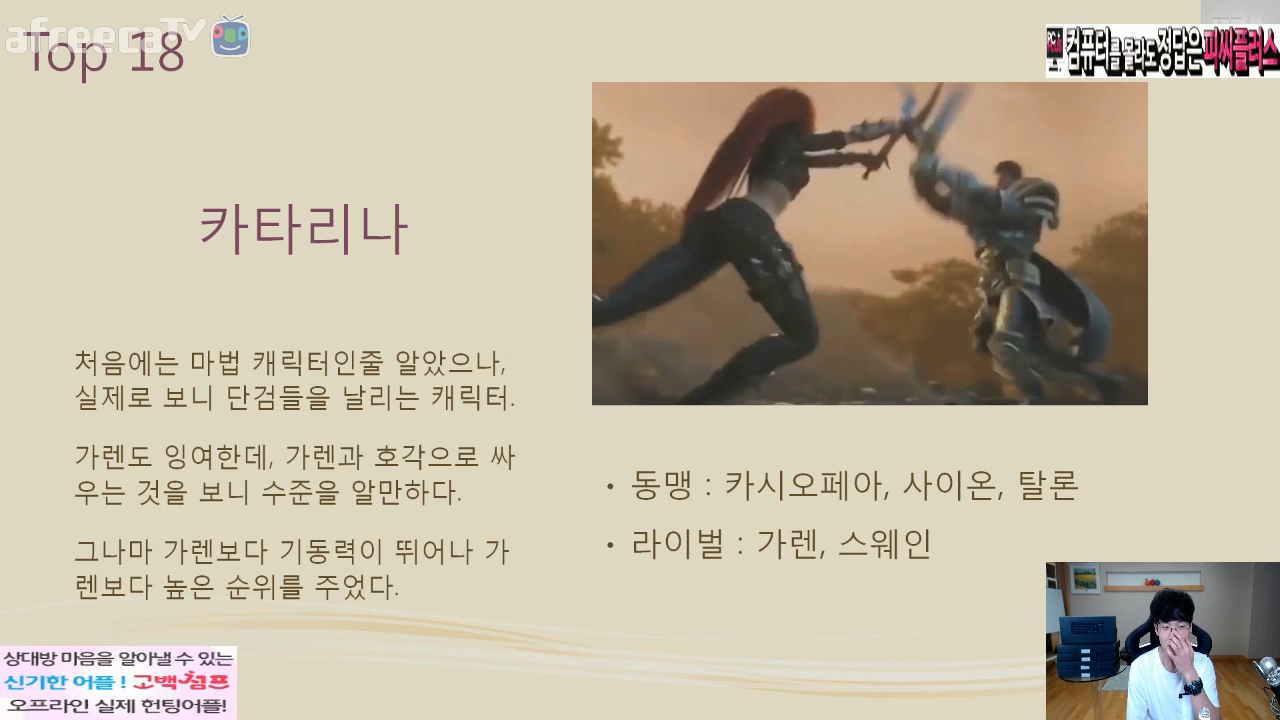 afreecaTV
Top 18
컴퓨터를 몰라도 정답은 피씨플러스
카타리나
처음에는 마법 캐릭터인줄 알았으나,
실제로 보니 단검들을 날리는 캐릭터.
가렌도 잉여한데, 가렌과 호각으로 싸
우는 것을 보니 수준을 알만하다.
그나마 가렌보다 기동력이 뛰어나 가
렌보다 높은 순위를 주었다.
• 동맹 : 카시오페아, 사이온, 탈론
• 라이벌 : 가렌, 스웨인
상대방 마음을 알아낼 수 있는
신기한 어플! 고백점프
오프라인 실제 헌팅어플!